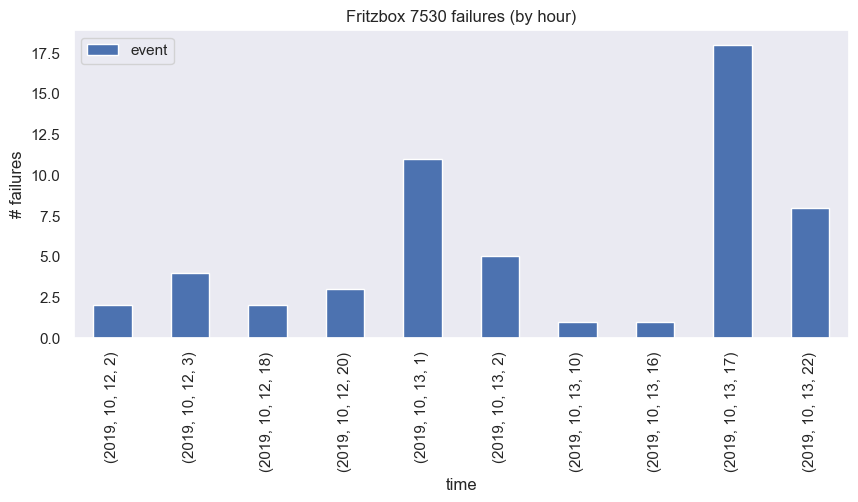 Fritzbox 7530 failures (by hour)
event
# failures
17.5
15.0
12.5
10.0
7.5
5.0
2.5
0.0
(2019, 10, 12, 2)
(2019, 10, 12, 3)
(2019, 10, 12, 18)
(2019, 10, 12, 20)
(2019, 10, 13, 1)
(2019, 10, 13, 2)
(2019, 10, 13, 10)
(2019, 10, 13, 16)
(2019, 10, 13, 17)
(2019, 10, 13, 22)
time